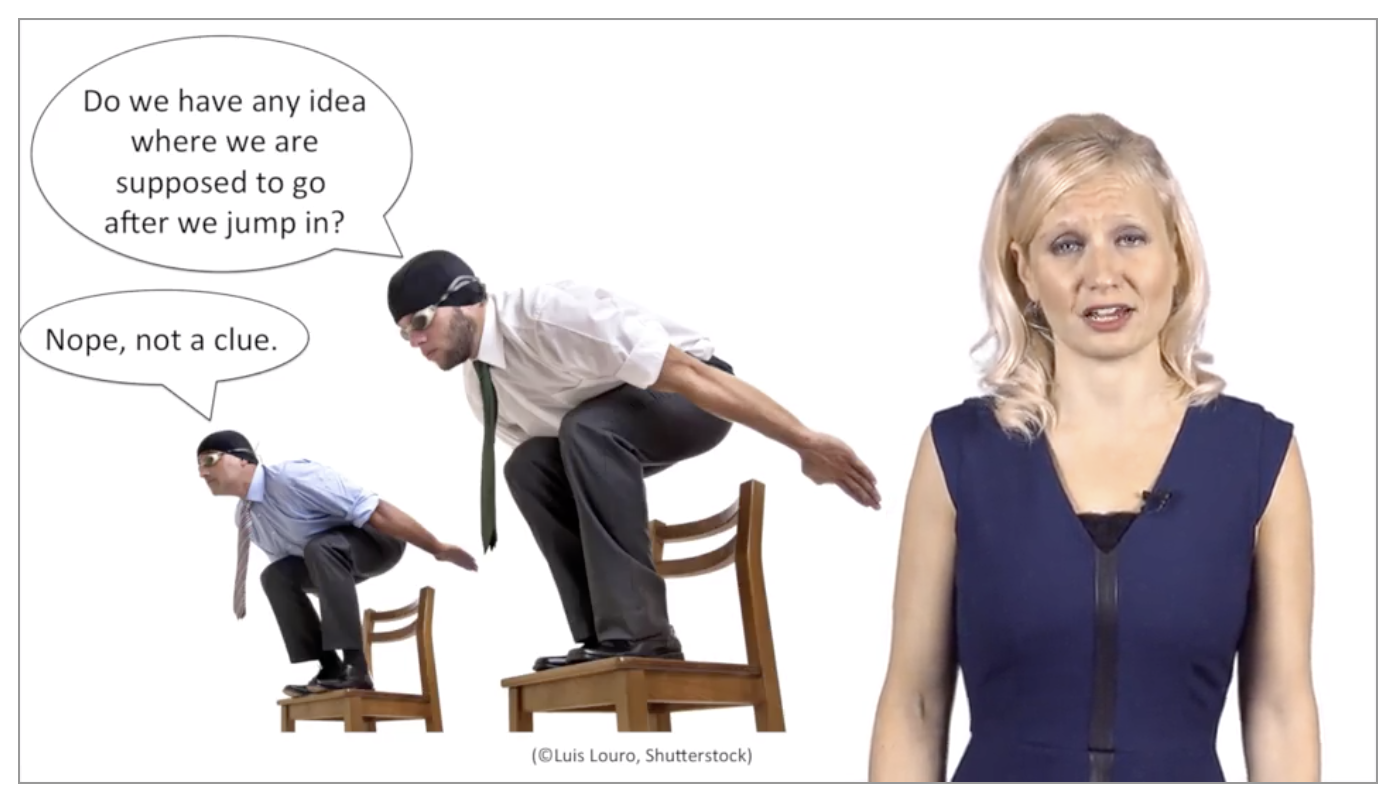 Do we have any idea
where we are
supposed to go
after we jump in?
Nope, not a clue.
(©Luis Louro, Shutterstock)